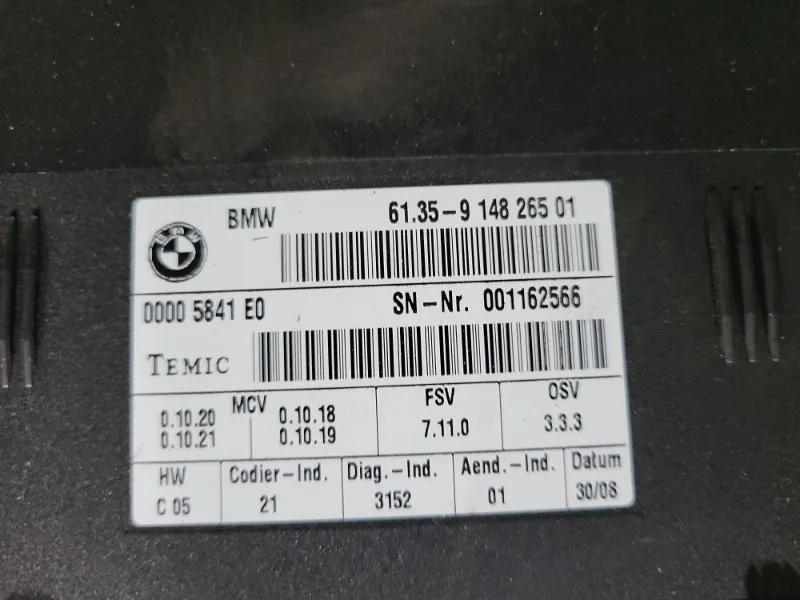 BMW 61.35-9 148 265 01
0000 5841 E0 SN-Nr. 001162566
TEMIC
MCV FSV OSV
0.10.20 0.10.18 7.11.0 3.3.3
0.10.21 0.10.19
HW Codier-Ind. Diag.-Ind. Aend.-Ind. Datum
C 05 21 3152 01 30/08